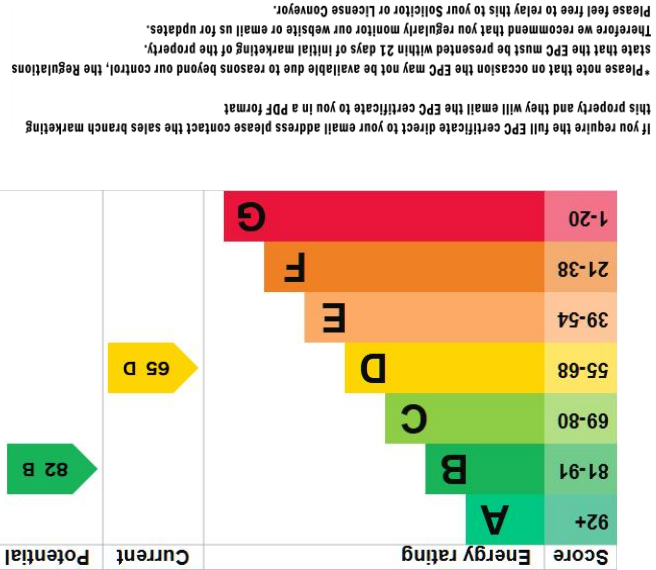 Score Energy rating Current Potential
92+ A
81-91 B 82 B
69-80 C
55-68 D 65 D
39-54 E
21-38 F
1-20 G
If you require the full EPC certificate direct to your email address please contact the sales branch marketing
this property and they will email the EPC certificate to you in a PDF format
*Please note that on occasion the EPC may not be available due to reasons beyond our control, the Regulations
state that the EPC must be presented within 21 days of initial marketing of the property.
Therefore we recommend that you regularly monitor our website or email us for updates.
Please feel free to relay this to your Solicitor or License Conveyor.